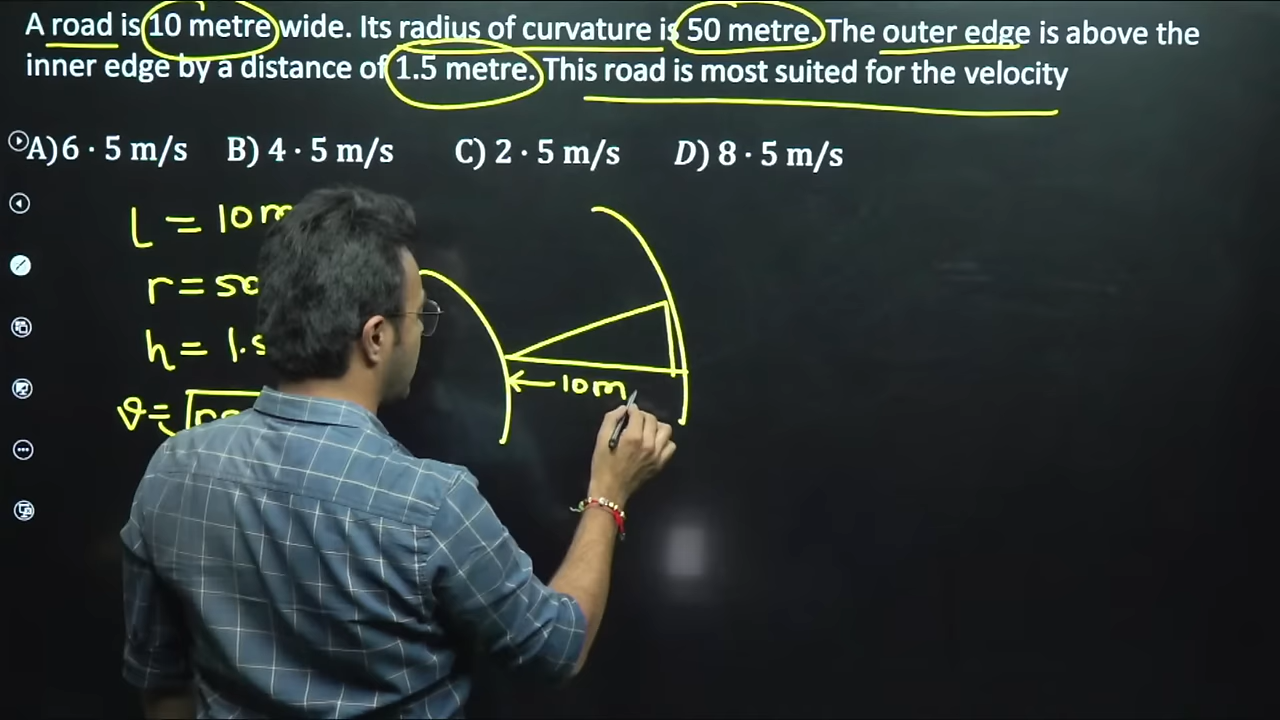 A road is 10 metre wide. Its radius of curvature is 50 metre. The outer edge is above the
inner edge by a distance of 1.5 metre. This road is most suited for the velocity
A) 6 · 5 m/s B) 4 · 5 m/s C) 2 · 5 m/s D) 8 · 5 m/s
L = 10m
r = 50
h = 1.5
10m